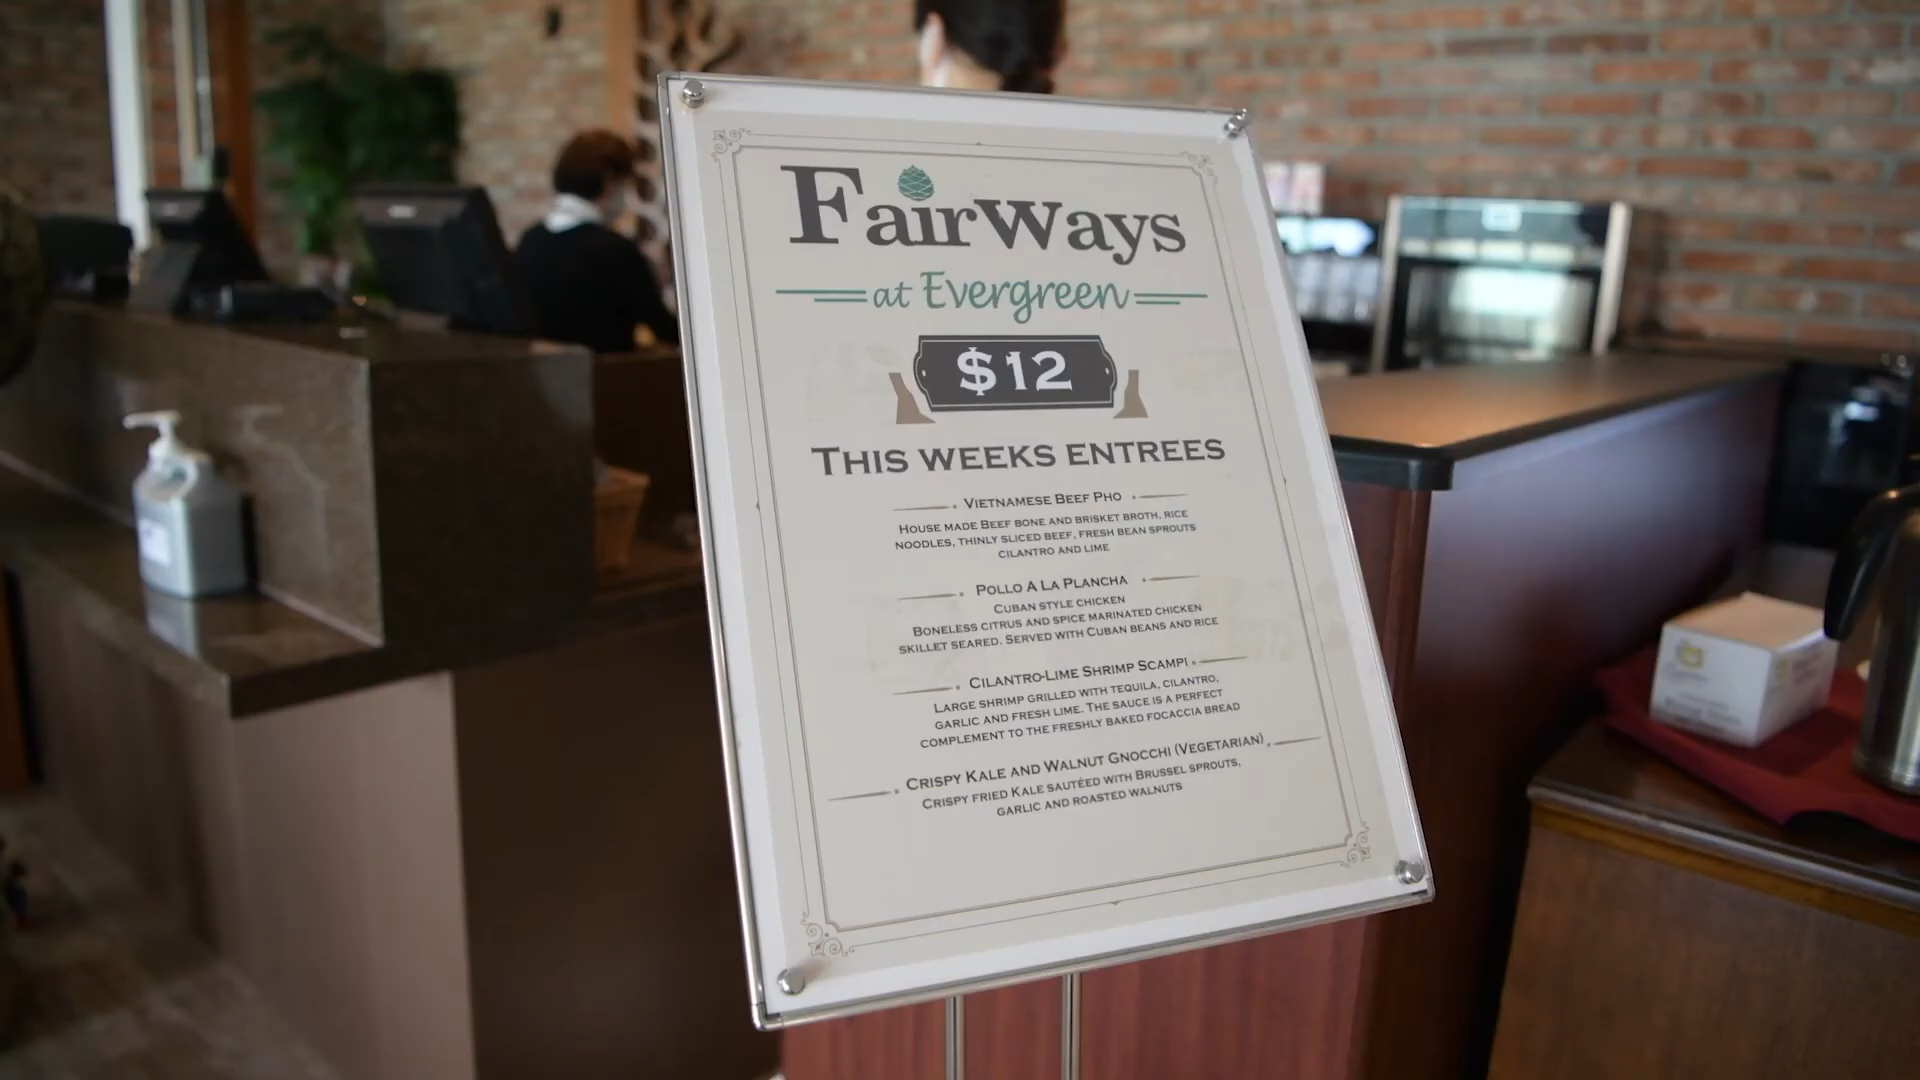 FairWays
at Evergreen
$12
THIS WEEKS ENTREES
VIETNAMESE BEEF PHO
HOUSE MADE BEEF BONE AND BRISKET BROTH, RICE
NOODLES, THINLY SLICED BEEF, FRESH BEAN SPROUTS
CILANTRO AND LIME
POLLO A LA PLANCHA
CUBAN STYLE CHICKEN
BONELESS CITRUS AND SPICE MARINATED CHICKEN
SKILLET SEARED. SERVED WITH CUBAN BEANS AND RICE
CILANTRO-LIME SHRIMP SCAMPI
LARGE SHRIMP GRILLED WITH TEQUILA, CILANTRO,
GARLIC AND FRESH LIME. THE SAUCE IS A PERFECT
COMPLEMENT TO THE FRESHLY BAKED FOCACCIA BREAD
CRISPY KALE AND WALNUT GNOCCHI (VEGETARIAN)
CRISPY FRIED KALE SAUTÉED WITH BRUSSEL SPROUTS,
GARLIC AND ROASTED WALNUTS